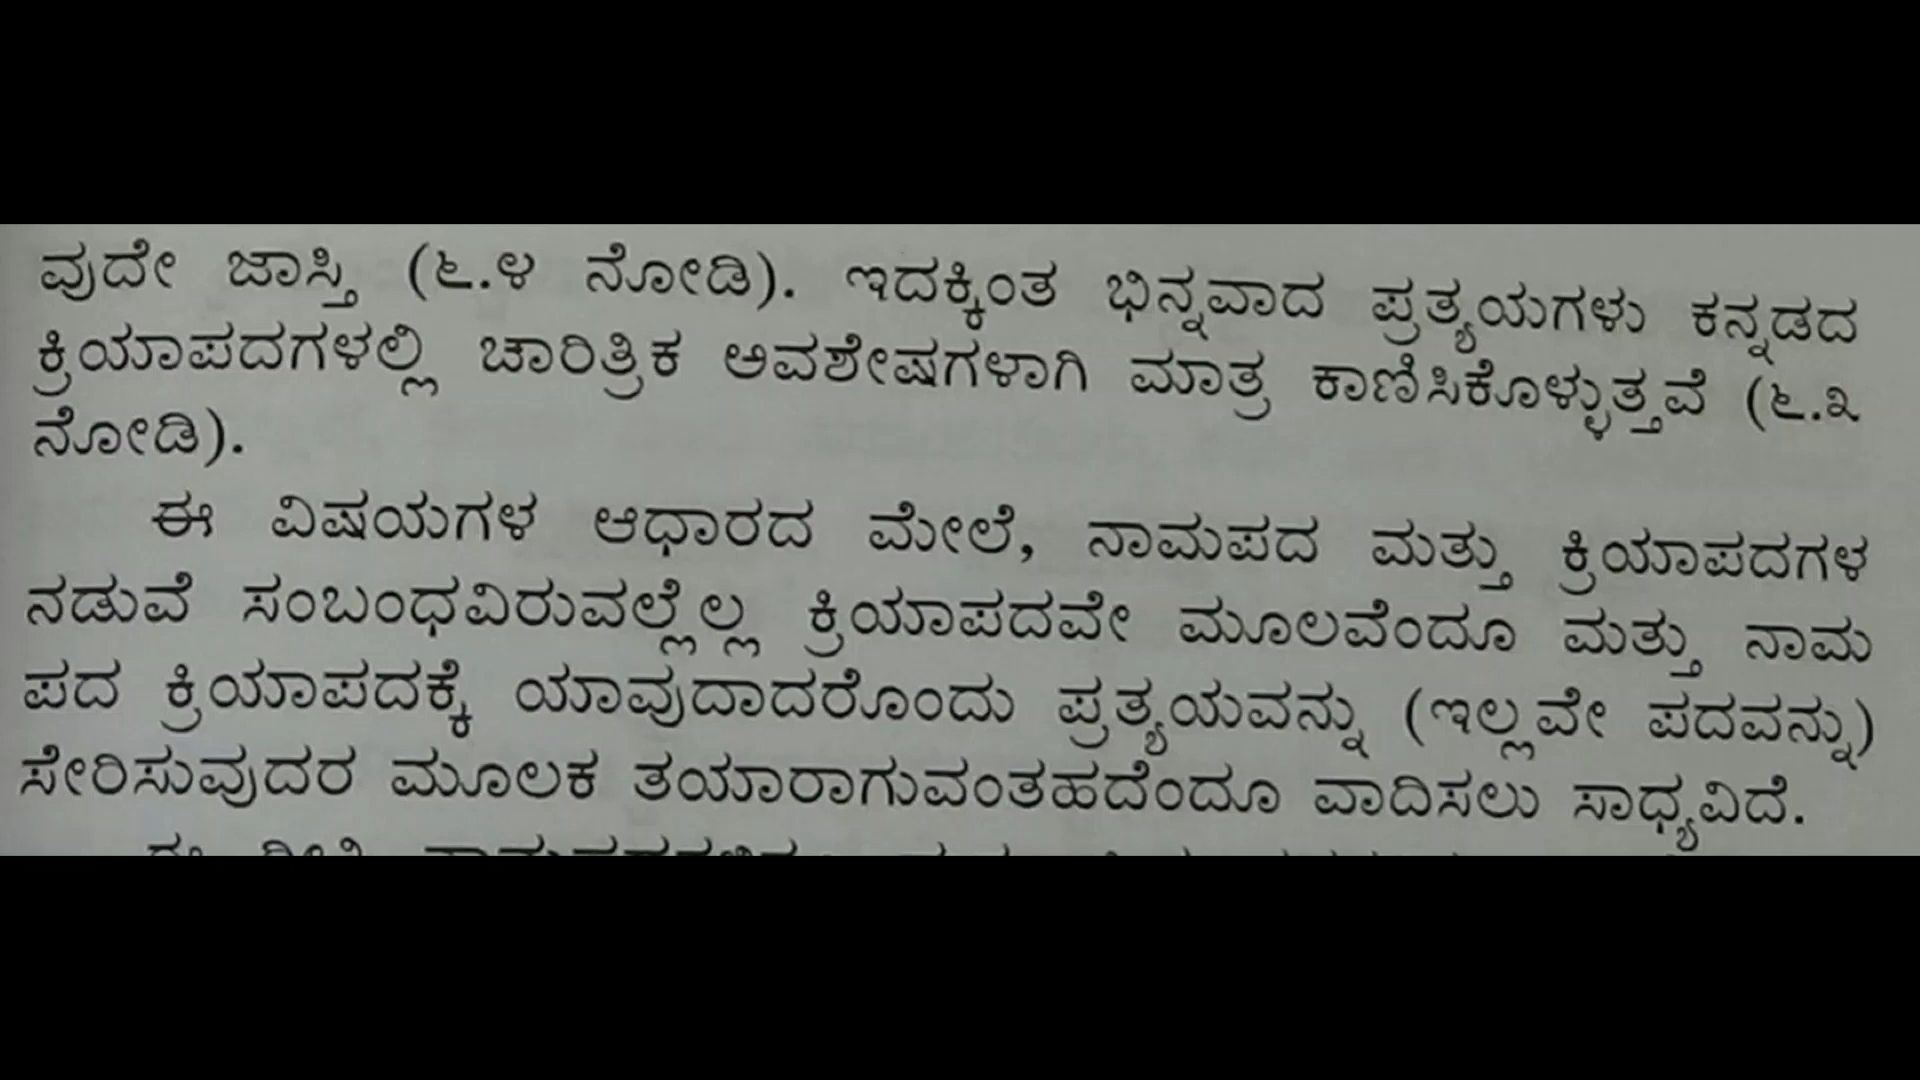 ವುದೇ ಜಾಸ್ತಿ (೬.೪ ನೋಡಿ). ಇದಕ್ಕಿಂತ ಭಿನ್ನವಾದ ಪ್ರತ್ಯಯಗಳು ಕನ್ನಡದ
ಕ್ರಿಯಾಪದಗಳಲ್ಲಿ ಚಾರಿತ್ರಿಕ ಅವಶೇಷಗಳಾಗಿ ಮಾತ್ರ ಕಾಣಿಸಿಕೊಳ್ಳುತ್ತವೆ (೬.೩
ನೋಡಿ).
ಈ ವಿಷಯಗಳ ಆಧಾರದ ಮೇಲೆ, ನಾಮಪದ ಮತ್ತು ಕ್ರಿಯಾಪದಗಳ
ನಡುವೆ ಸಂಬಂಧವಿರುವಲ್ಲೆಲ್ಲ ಕ್ರಿಯಾಪದವೇ ಮೂಲವೆಂದೂ ಮತ್ತು ನಾಮ
ಪದ ಕ್ರಿಯಾಪದಕ್ಕೆ ಯಾವುದಾದರೊಂದು ಪ್ರತ್ಯಯವನ್ನು (ಇಲ್ಲವೇ ಪದವನ್ನು)
ಸೇರಿಸುವುದರ ಮೂಲಕ ತಯಾರಾಗುವಂತಹದೆಂದೂ ವಾದಿಸಲು ಸಾಧ್ಯವಿದೆ.